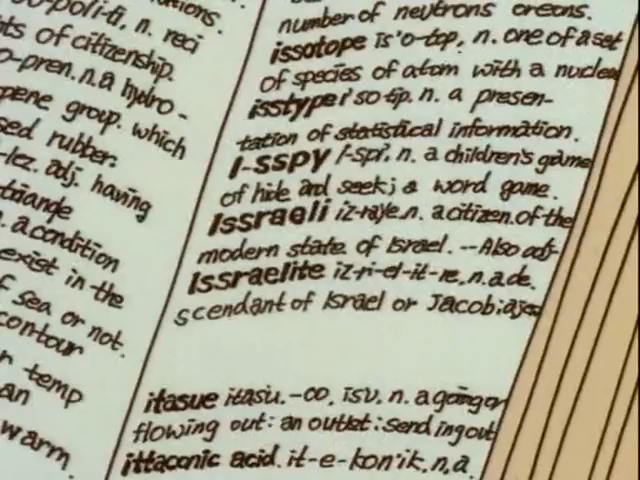 o-poli-ti, n. reci
ts of citizenship.
o-pren. n.a hydro-
pene group. which
sed rubber.
-lez. adj. having
triande
. a condition
exist in the
f sea or not.
contour
r temp
an
warm
number of neutrons oreons.
issotope is'o-top, n. one of a set
of species of atom with a nuclea
isstype i'so-tip. n. a presen-
tation of statistical information.
I-SSPY I-spi, n. a children's game
of hide and seek; a word game.
Issraeli iz-raye.n. a citizen.of-the
modern state of Israel. --Also adj-
Issraelite iz-ri-el-it-re, n.a de.
scendant of Israel or Jacob;
itasue itasu.-co, isu, n. a going or
flowing out: an outlet: send ing out
ittaconic acid. it-e-kon'ik, n, a